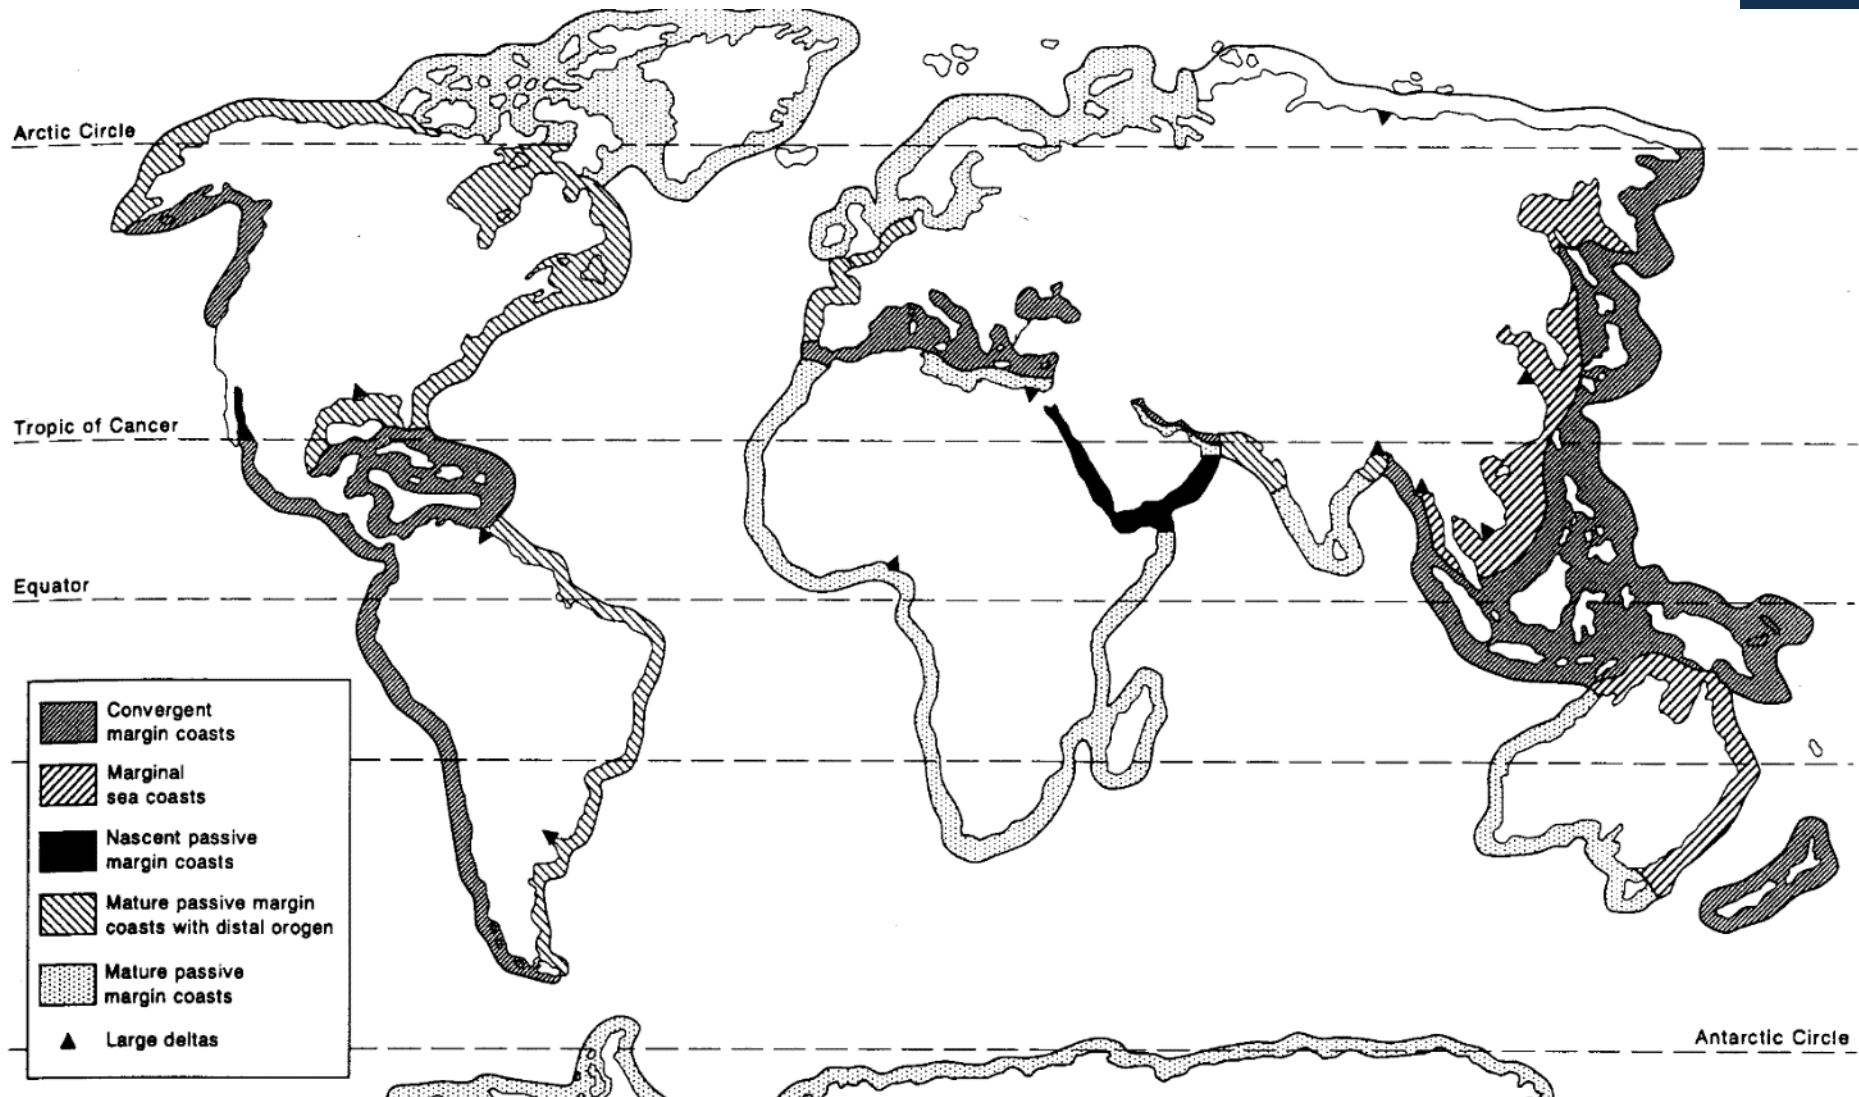 Arctic Circle
Tropic of Cancer
Equator
Convergent
margin coasts
Marginal
sea coasts
Nascent passive
margin coasts
Mature passive margin
coasts with distal orogen
Mature passive
margin coasts
Large deltas
Antarctic Circle